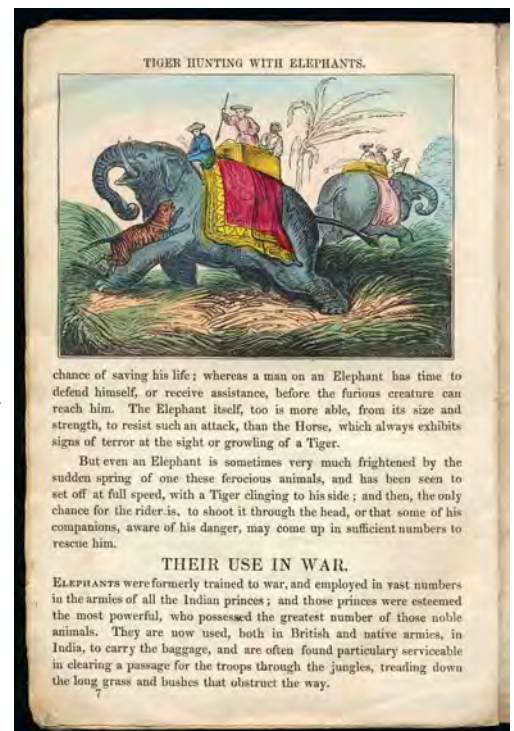 TIGER HUNTING WITH ELEPHANTS.
chance of saving his life; whereas a man on an Elephant has time to
defend himself, or receive assistance, before the furious creature can
reach him. The Elephant itself, too is more able, from its size and
strength, to resist such an attack, than the Horse, which always exhibits
signs of terror at the sight or growling of a Tiger.
But even an Elephant is sometimes very much frightened by the
sudden spring of one these ferocious animals, and has been seen to
set off at full speed, with a Tiger clinging to his side; and then, the only
chance for the rider is, to shoot it through the head, or that some of his
companions, aware of his danger, may come up in sufficient numbers to
rescue him.
THEIR USE IN WAR.
ELEPHANTS were formerly trained to war, and employed in vast numbers
in the armies of all the Indian princes; and those princes were esteemed
the most powerful, who possessed the greatest number of those noble
animals. They are now used, both in British and native armies, in
India, to carry the baggage, and are often found particulary serviceable
in clearing a passage for the troops through the jungles, treading down
the long grass and bushes that obstruct the way.
7